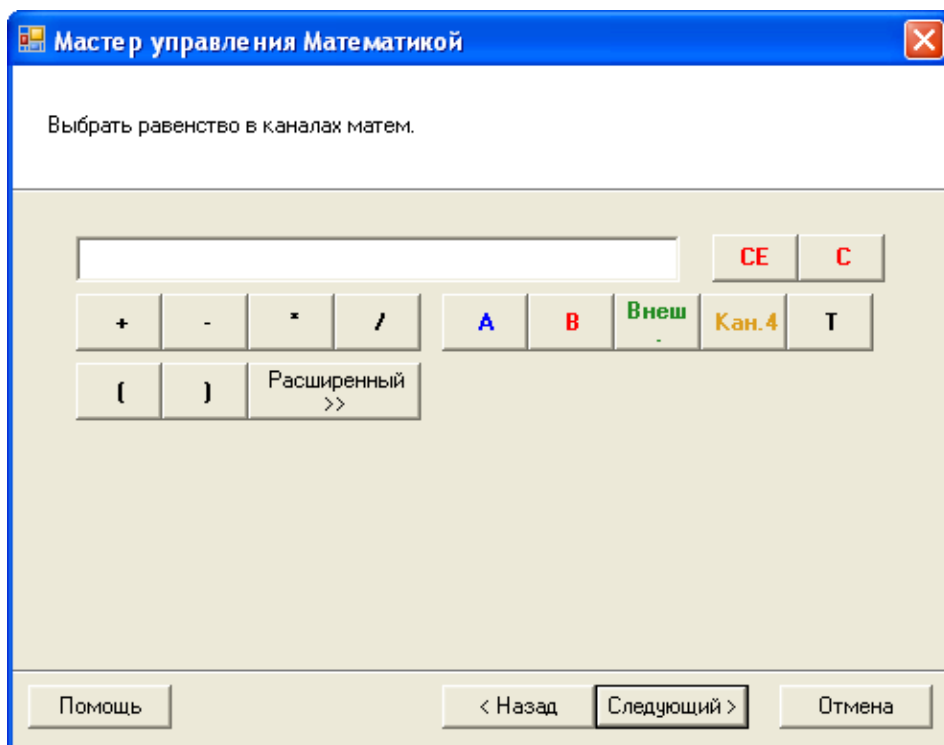 Мастер управления Математикой
Выбрать равенство в каналах матем.
CE C
+ - * / A B Внеш. Кан.4 T
( ) Расширенный >>
Помощь < Назад Следующий > Отмена